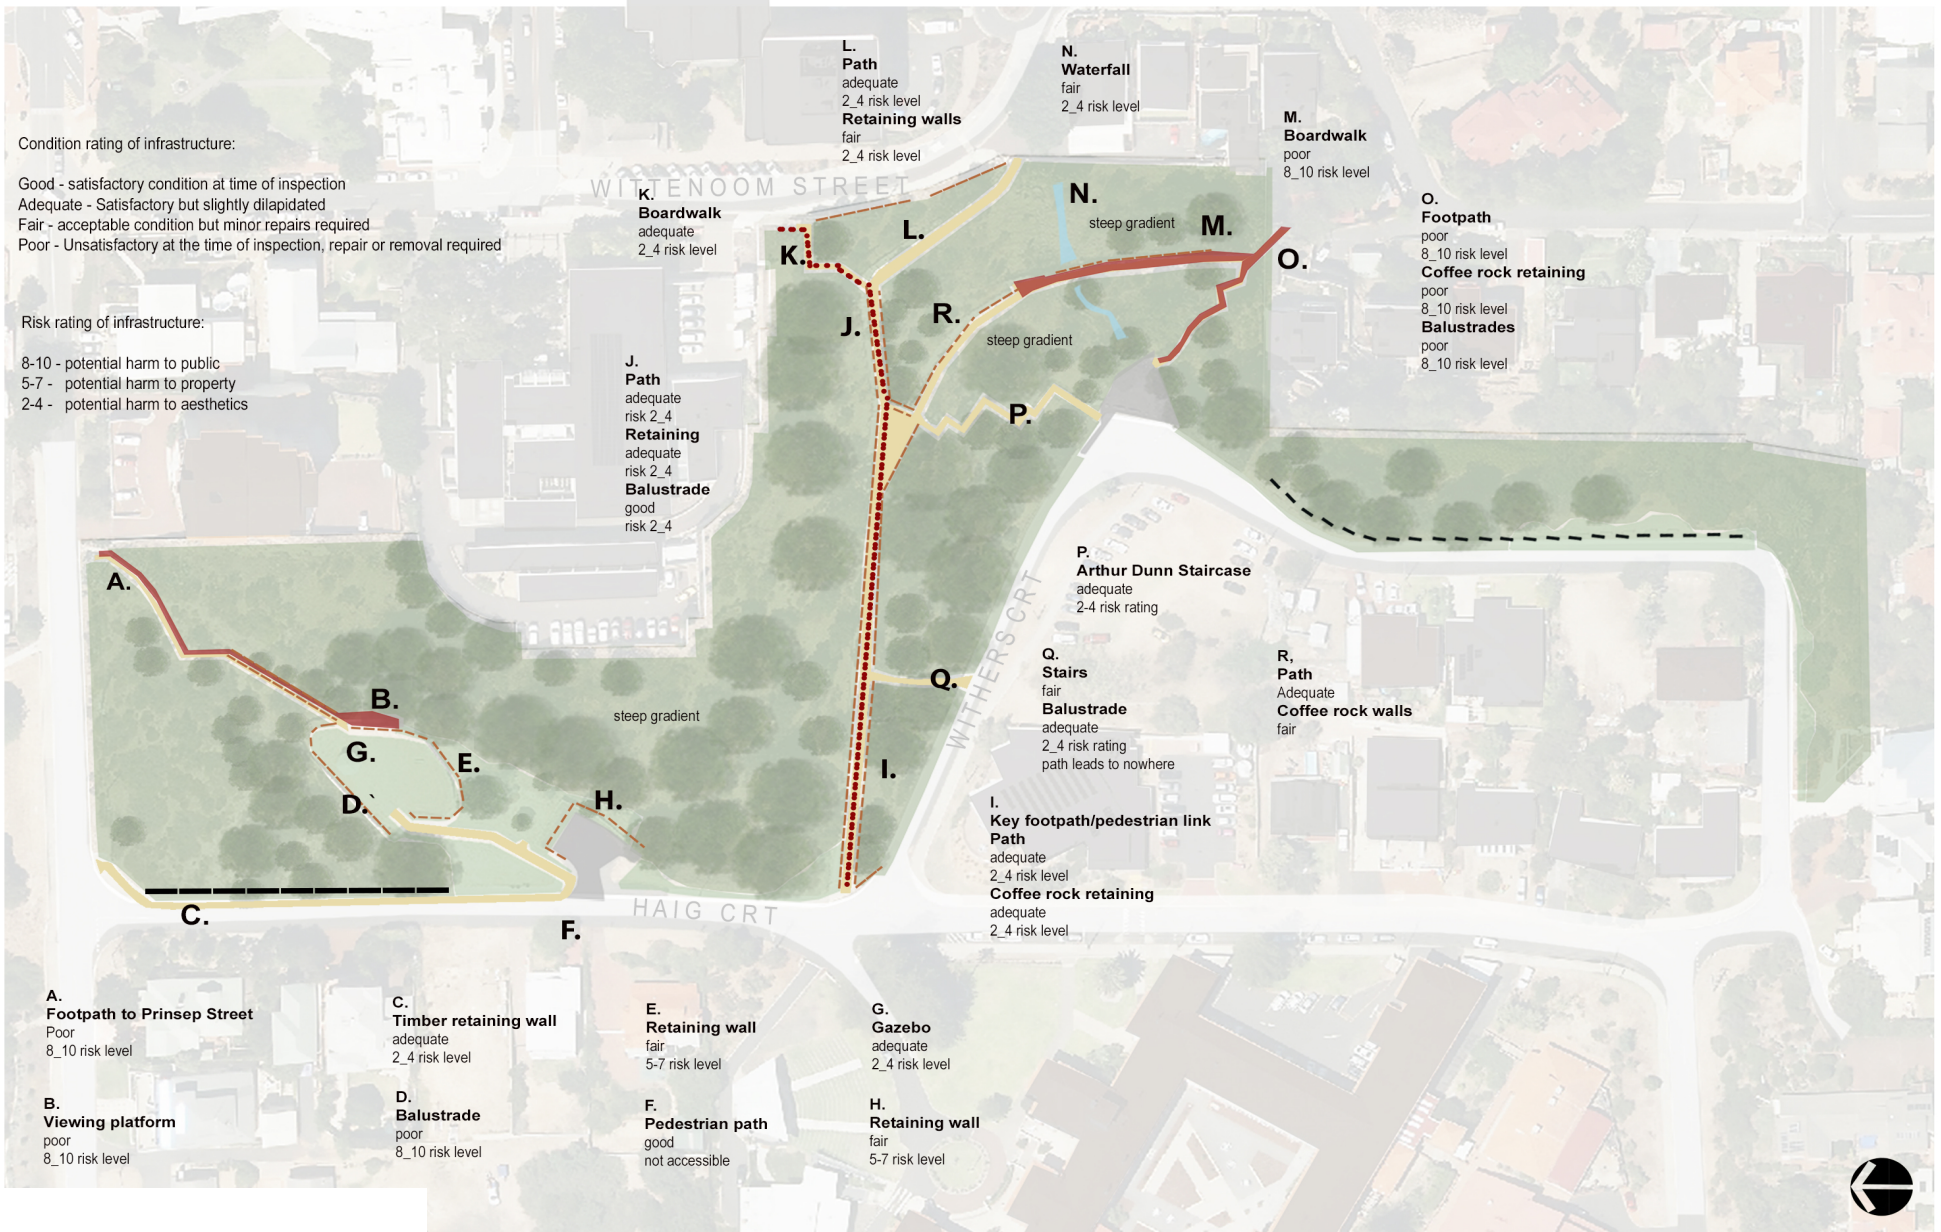 L.
Path
adequate
2_4 risk level
Retaining walls
fair
2_4 risk level
N.
Waterfall
fair
2_4 risk level
M.
Boardwalk
poor
8_10 risk level
Condition rating of infrastructure:
Good - satisfactory condition at time of inspection
Adequate - Satisfactory but slightly dilapidated
Fair - acceptable condition but minor repairs required
Poor - Unsatisfactory at the time of inspection, repair or removal required
Risk rating of infrastructure:
8-10 - potential harm to public
5-7 - potential harm to property
2-4 - potential harm to aesthetics
WITTENOOM STREET
K.
Boardwalk
adequate
2_4 risk level
O.
Footpath
poor
8_10 risk level
Coffee rock retaining
poor
8_10 risk level
Balustrades
poor
8_10 risk level
N.
steep gradient
M.
L.
K.
O.
R.
J.
steep gradient
J.
Path
adequate
risk 2_4
Retaining
adequate
risk 2_4
Balustrade
good
risk 2_4
P.
A.
P.
Arthur Dunn Staircase
adequate
2-4 risk rating
WITHERS CRT
Q.
Stairs
fair
Balustrade
adequate
2_4 risk rating
path leads to nowhere
R,
Path
Adequate
Coffee rock walls
fair
Q.
B.
steep gradient
G.
E.
I.
D.`
H.
I.
Key footpath/pedestrian link
Path
adequate
2_4 risk level
Coffee rock retaining
adequate
2_4 risk level
C.
HAIG CRT
F.
A.
Footpath to Prinsep Street
Poor
8_10 risk level
C.
Timber retaining wall
adequate
2_4 risk level
E.
Retaining wall
fair
5-7 risk level
G.
Gazebo
adequate
2_4 risk level
B.
Viewing platform
poor
8_10 risk level
D.
Balustrade
poor
8_10 risk level
F.
Pedestrian path
good
not accessible
H.
Retaining wall
fair
5-7 risk level